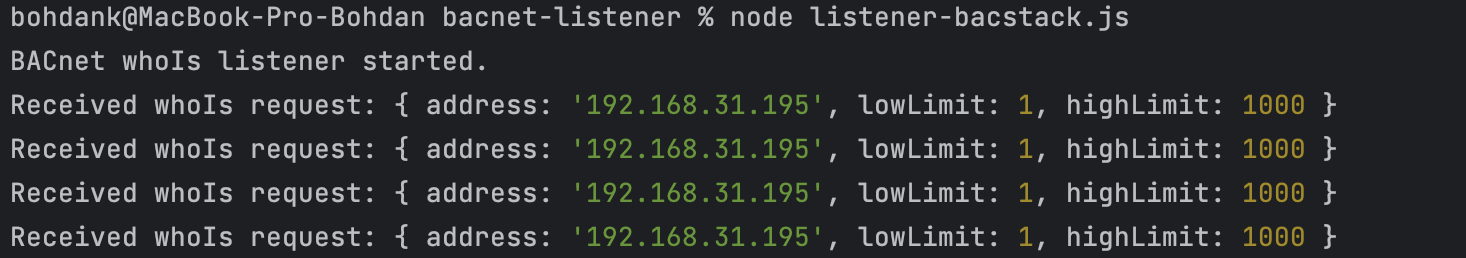 bohdank@MacBook-Pro-Bohdan bacnet-listener % node listener-bacstack.js
BACnet whoIs listener started.
Received whoIs request: { address: '192.168.31.195', lowLimit: 1, highLimit: 1000 }
Received whoIs request: { address: '192.168.31.195', lowLimit: 1, highLimit: 1000 }
Received whoIs request: { address: '192.168.31.195', lowLimit: 1, highLimit: 1000 }
Received whoIs request: { address: '192.168.31.195', lowLimit: 1, highLimit: 1000 }